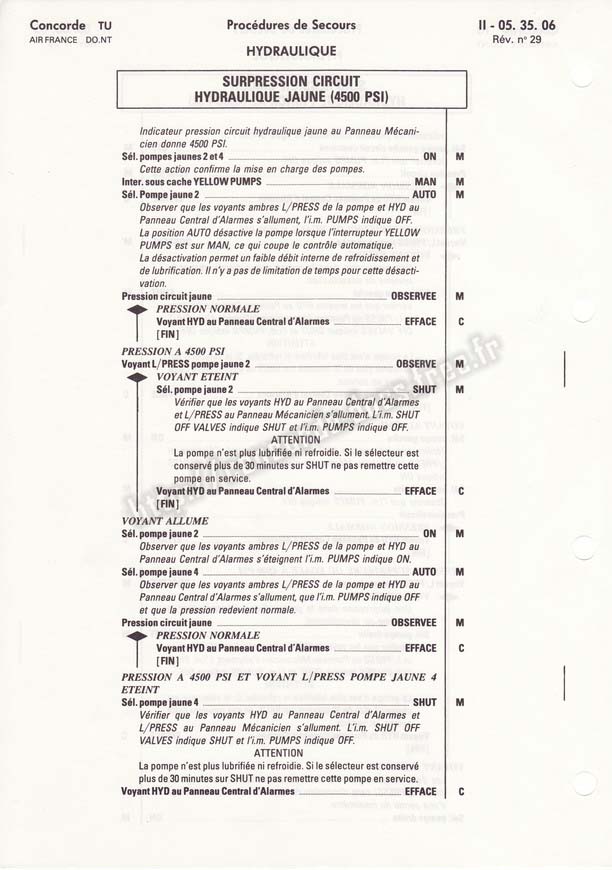 Concorde TU
Procédures de Secours
II - 05. 35. 06
AIR FRANCE DO.NT
Rév. n° 29
HYDRAULIQUE
SURPRESSION CIRCUIT
HYDRAULIQUE JAUNE (4500 PSI)
Indicateur pression circuit hydraulique jaune au Panneau Mécani-
cien donne 4500 PSI.
Sél. pompes jaunes 2 et 4 ON M
Cette action confirme la mise en charge des pompes.
Inter. sous cache YELLOW PUMPS MAN M
Sél. Pompe jaune 2 AUTO M
Observer que les voyants ambres L/PRESS de la pompe et HYD au
Panneau Central d'Alarmes s'allument, l'i.m. PUMPS indique OFF.
La position AUTO désactive la pompe lorsque l'interrupteur YELLOW
PUMPS est sur MAN, ce qui coupe le contrôle automatique.
La désactivation permet un faible débit interne de refroidissement et
de lubrification. Il n'y a pas de limitation de temps pour cette désacti-
vation.
Pression circuit jaune OBSERVEE M
PRESSION NORMALE
Voyant HYD au Panneau Central d'Alarmes EFFACE C
[FIN]
PRESSION A 4500 PSI
Voyant L/PRESS pompe jaune 2 OBSERVE M
VOYANT ETEINT
Sél. pompe jaune 2 SHUT M
Vérifier que les voyants HYD au Panneau Central d'Alarmes
et L/PRESS au Panneau Mécanicien s'allument. L'i.m. SHUT
OFF VALVES indique SHUT et l'i.m. PUMPS indique OFF.
ATTENTION
La pompe n'est plus lubrifiée ni refroidie. Si le sélecteur est
conservé plus de 30 minutes sur SHUT ne pas remettre cette
pompe en service.
Voyant HYD au Panneau Central d'Alarmes EFFACE C
[FIN]
VOYANT ALLUME
Sél. pompe jaune 2 ON M
Observer que les voyants ambres L/PRESS de la pompe et HYD au
Panneau Central d'Alarmes s'éteignent l'i.m. PUMPS indique ON.
Sél. pompe jaune 4 AUTO M
Observer que les voyants ambres L/PRESS de la pompe et HYD au
Panneau Central d'Alarmes s'allument, que l'i.m. PUMPS indique OFF
et que la pression redevient normale.
Pression circuit jaune OBSERVEE M
PRESSION NORMALE
Voyant HYD au Panneau Central d'Alarmes EFFACE C
[FIN]
PRESSION A 4500 PSI ET VOYANT L/PRESS POMPE JAUNE 4
ETEINT
Sél. pompe jaune 4 SHUT M
Vérifier que les voyants HYD au Panneau Central d'Alarmes et
L/PRESS au Panneau Mécanicien s'allument. L'i.m. SHUT OFF
VALVES indique SHUT et l'i.m. PUMPS indique OFF.
ATTENTION
La pompe n'est plus lubrifiée ni refroidie. Si le sélecteur est conservé
plus de 30 minutes sur SHUT ne pas remettre cette pompe en service.
Voyant HYD au Panneau Central d'Alarmes EFFACE C